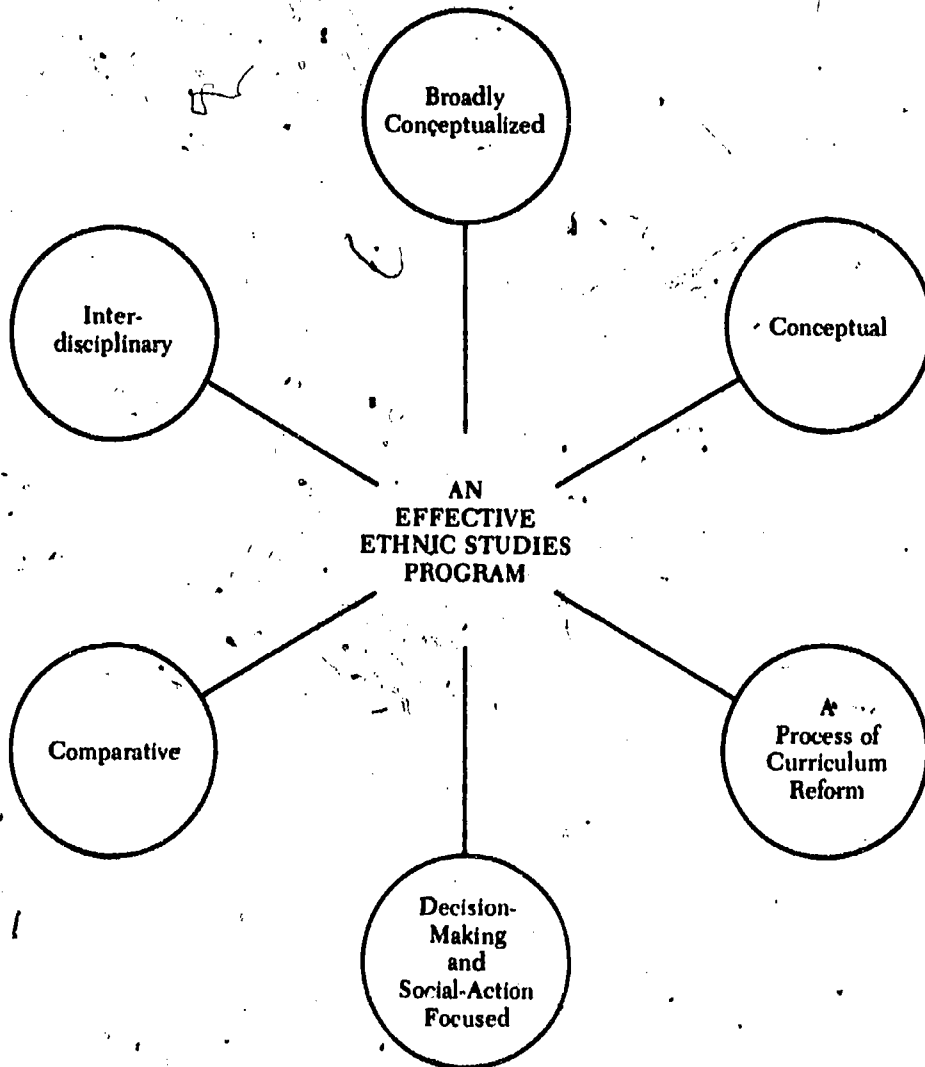 Broadly
Conceptualized
Inter-
disciplinary
Conceptual
AN
EFFECTIVE
ETHNIC STUDIES
PROGRAM
Comparative
A
Process of
Curriculum
Reform
Decision-
Making
and
Social-Action
Focused